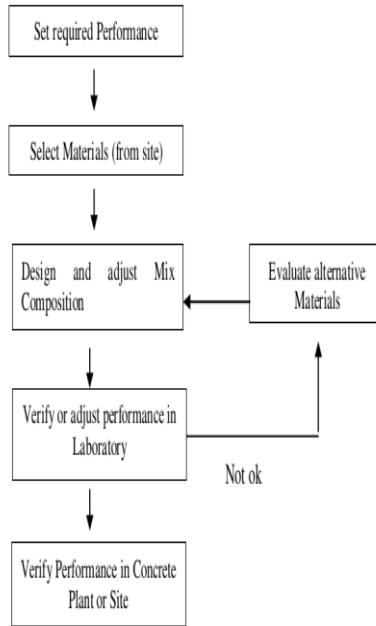 Set required Performance
Select Materials (from site)
Design and adjust Mix
Composition
Evaluate alternative
Materials
Verify or adjust performance in
Laboratory
Not ok
Verify Performance in Concrete
Plant or Site